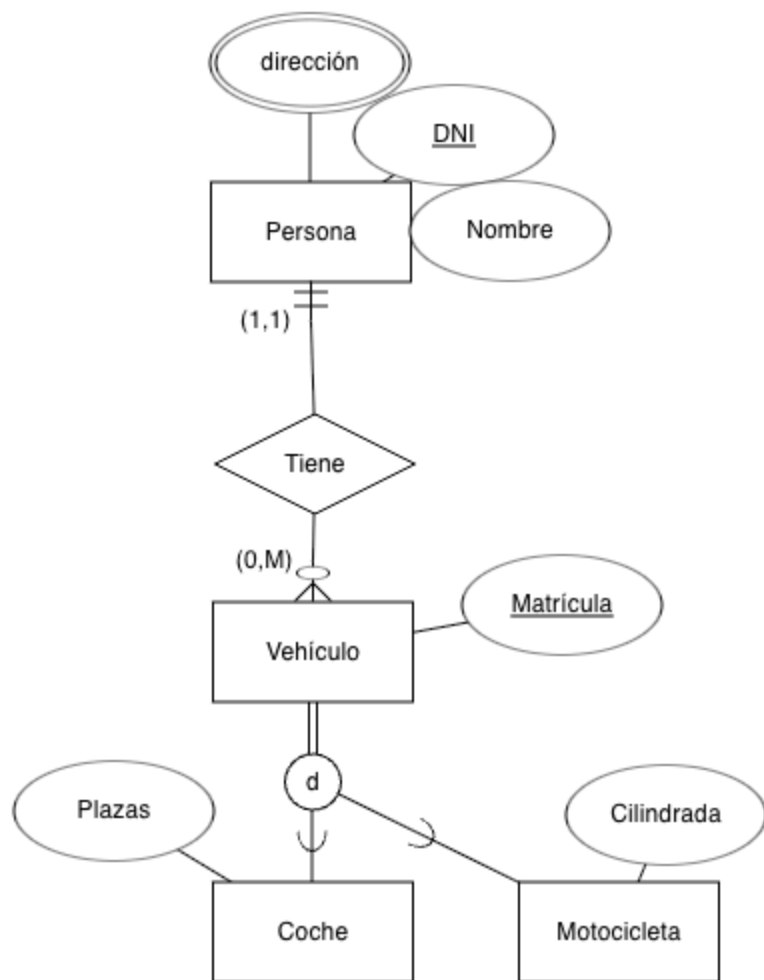 dirección
DNI
Persona
Nombre
(1,1)
Tiene
(0,M)
Matrícula
Vehículo
d
Plazas
Cilindrada
Coche
Motocicleta